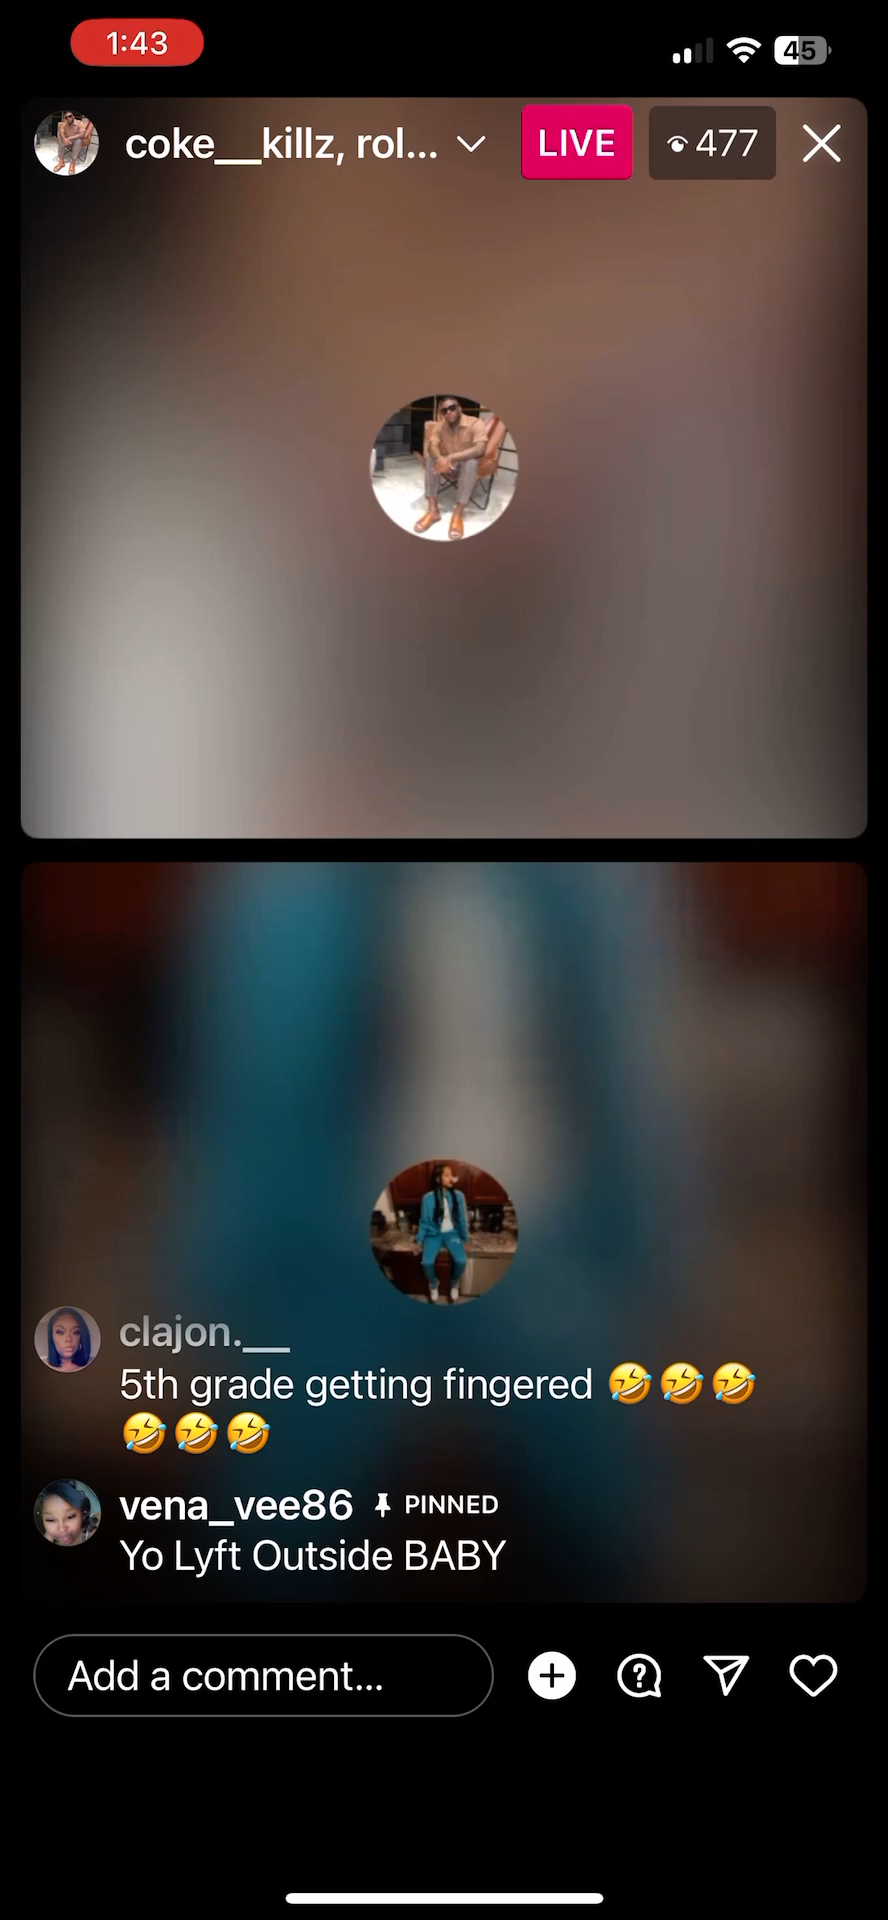 1:43
45
coke__killz, rol...
LIVE
477
clajon.__
5th grade getting fingered 🤣🤣🤣
🤣🤣🤣
vena_vee86 PINNED
Yo Lyft Outside BABY
Add a comment...